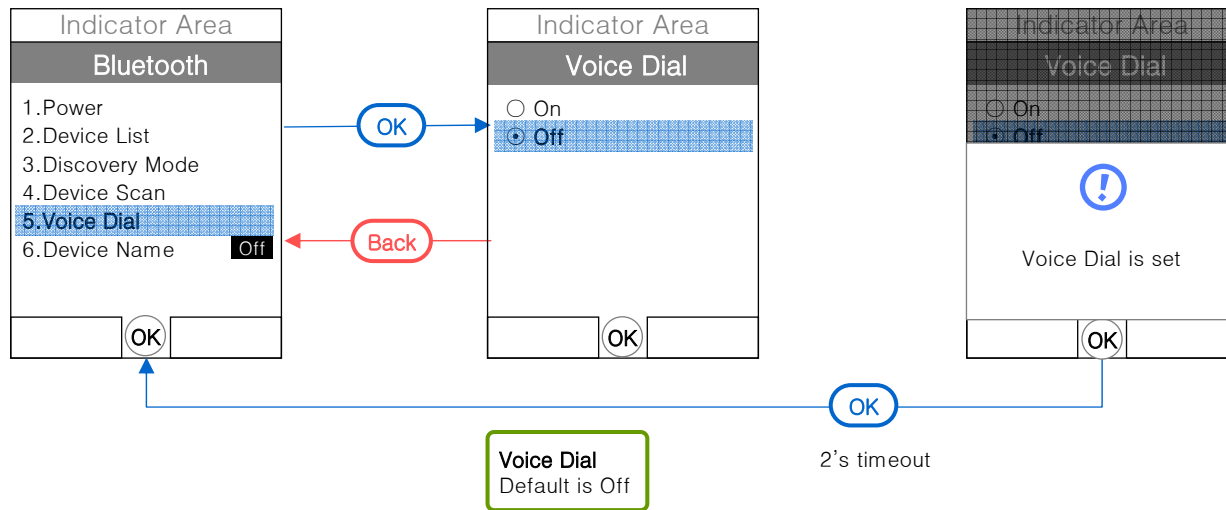 Indicator Area
Bluetooth
1.Power
2.Device List
3.Discovery Mode
4.Device Scan
5.Voice Dial
6.Device Name
Off
OK
OK
Back
Indicator Area
Voice Dial
On
Off
OK
Indicator Area
Voice Dial
On
Off
!
Voice Dial is set
OK
OK
2's timeout
Voice Dial
Default is Off